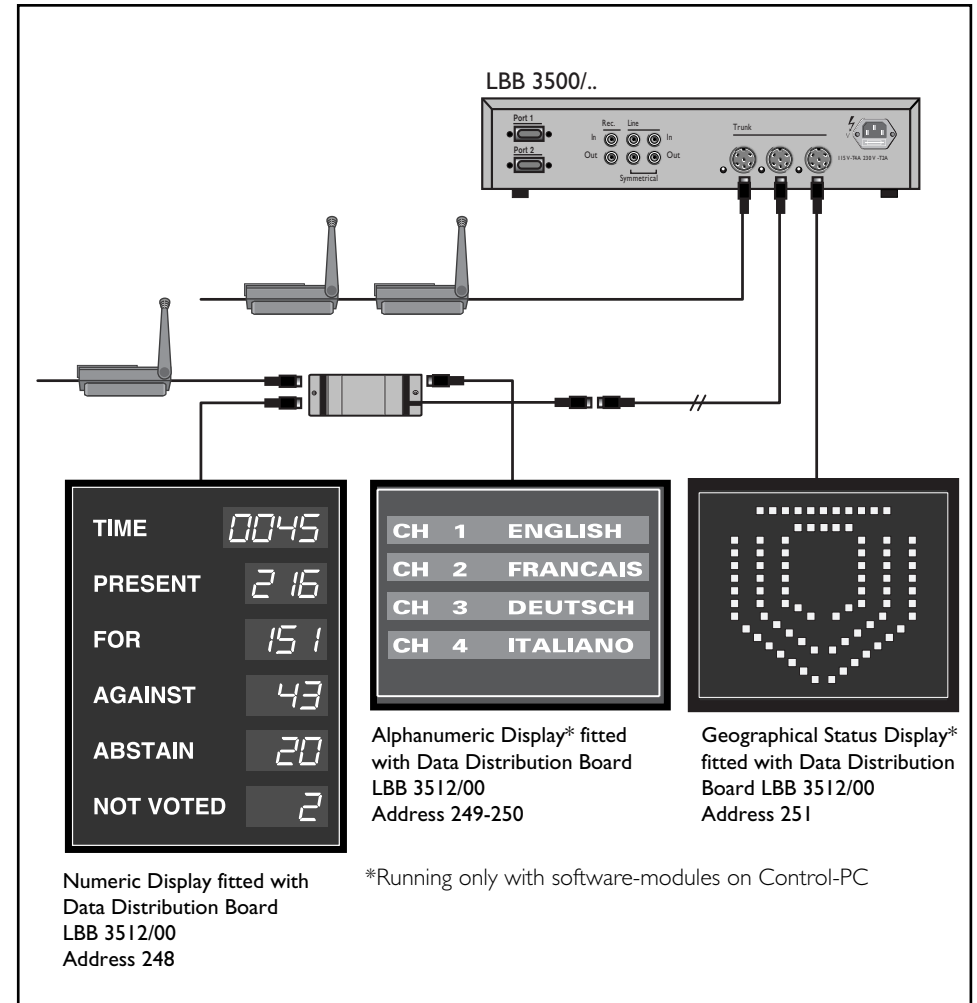 LBB 3500/..
Port 1
Port 2
Rec. Line
In In
Out Out
Symmetrical
Trunk
V
TIME 0045
PRESENT 216
FOR 151
AGAINST 43
ABSTAIN 20
NOT VOTED 2
CH 1 ENGLISH
CH 2 FRANCAIS
CH 3 DEUTSCH
CH 4 ITALIANO
Alphanumeric Display* fitted
with Data Distribution Board
LBB 3512/00
Address 249-250
Geographical Status Display*
fitted with Data Distribution
Board LBB 3512/00
Address 251
Numeric Display fitted with
Data Distribution Board
LBB 3512/00
Address 248
*Running only with software-modules on Control-PC